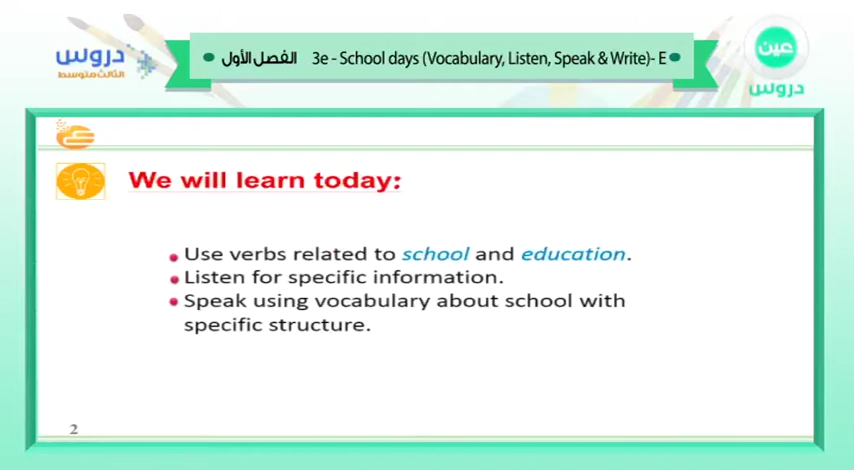 دروس
الثالث متوسط
الفصل الأول 3e - School days (Vocabulary, Listen, Speak & Write)- E
عين
دروس
We will learn today:
Use verbs related to school and education.
Listen for specific information.
Speak using vocabulary about school with
specific structure.
2